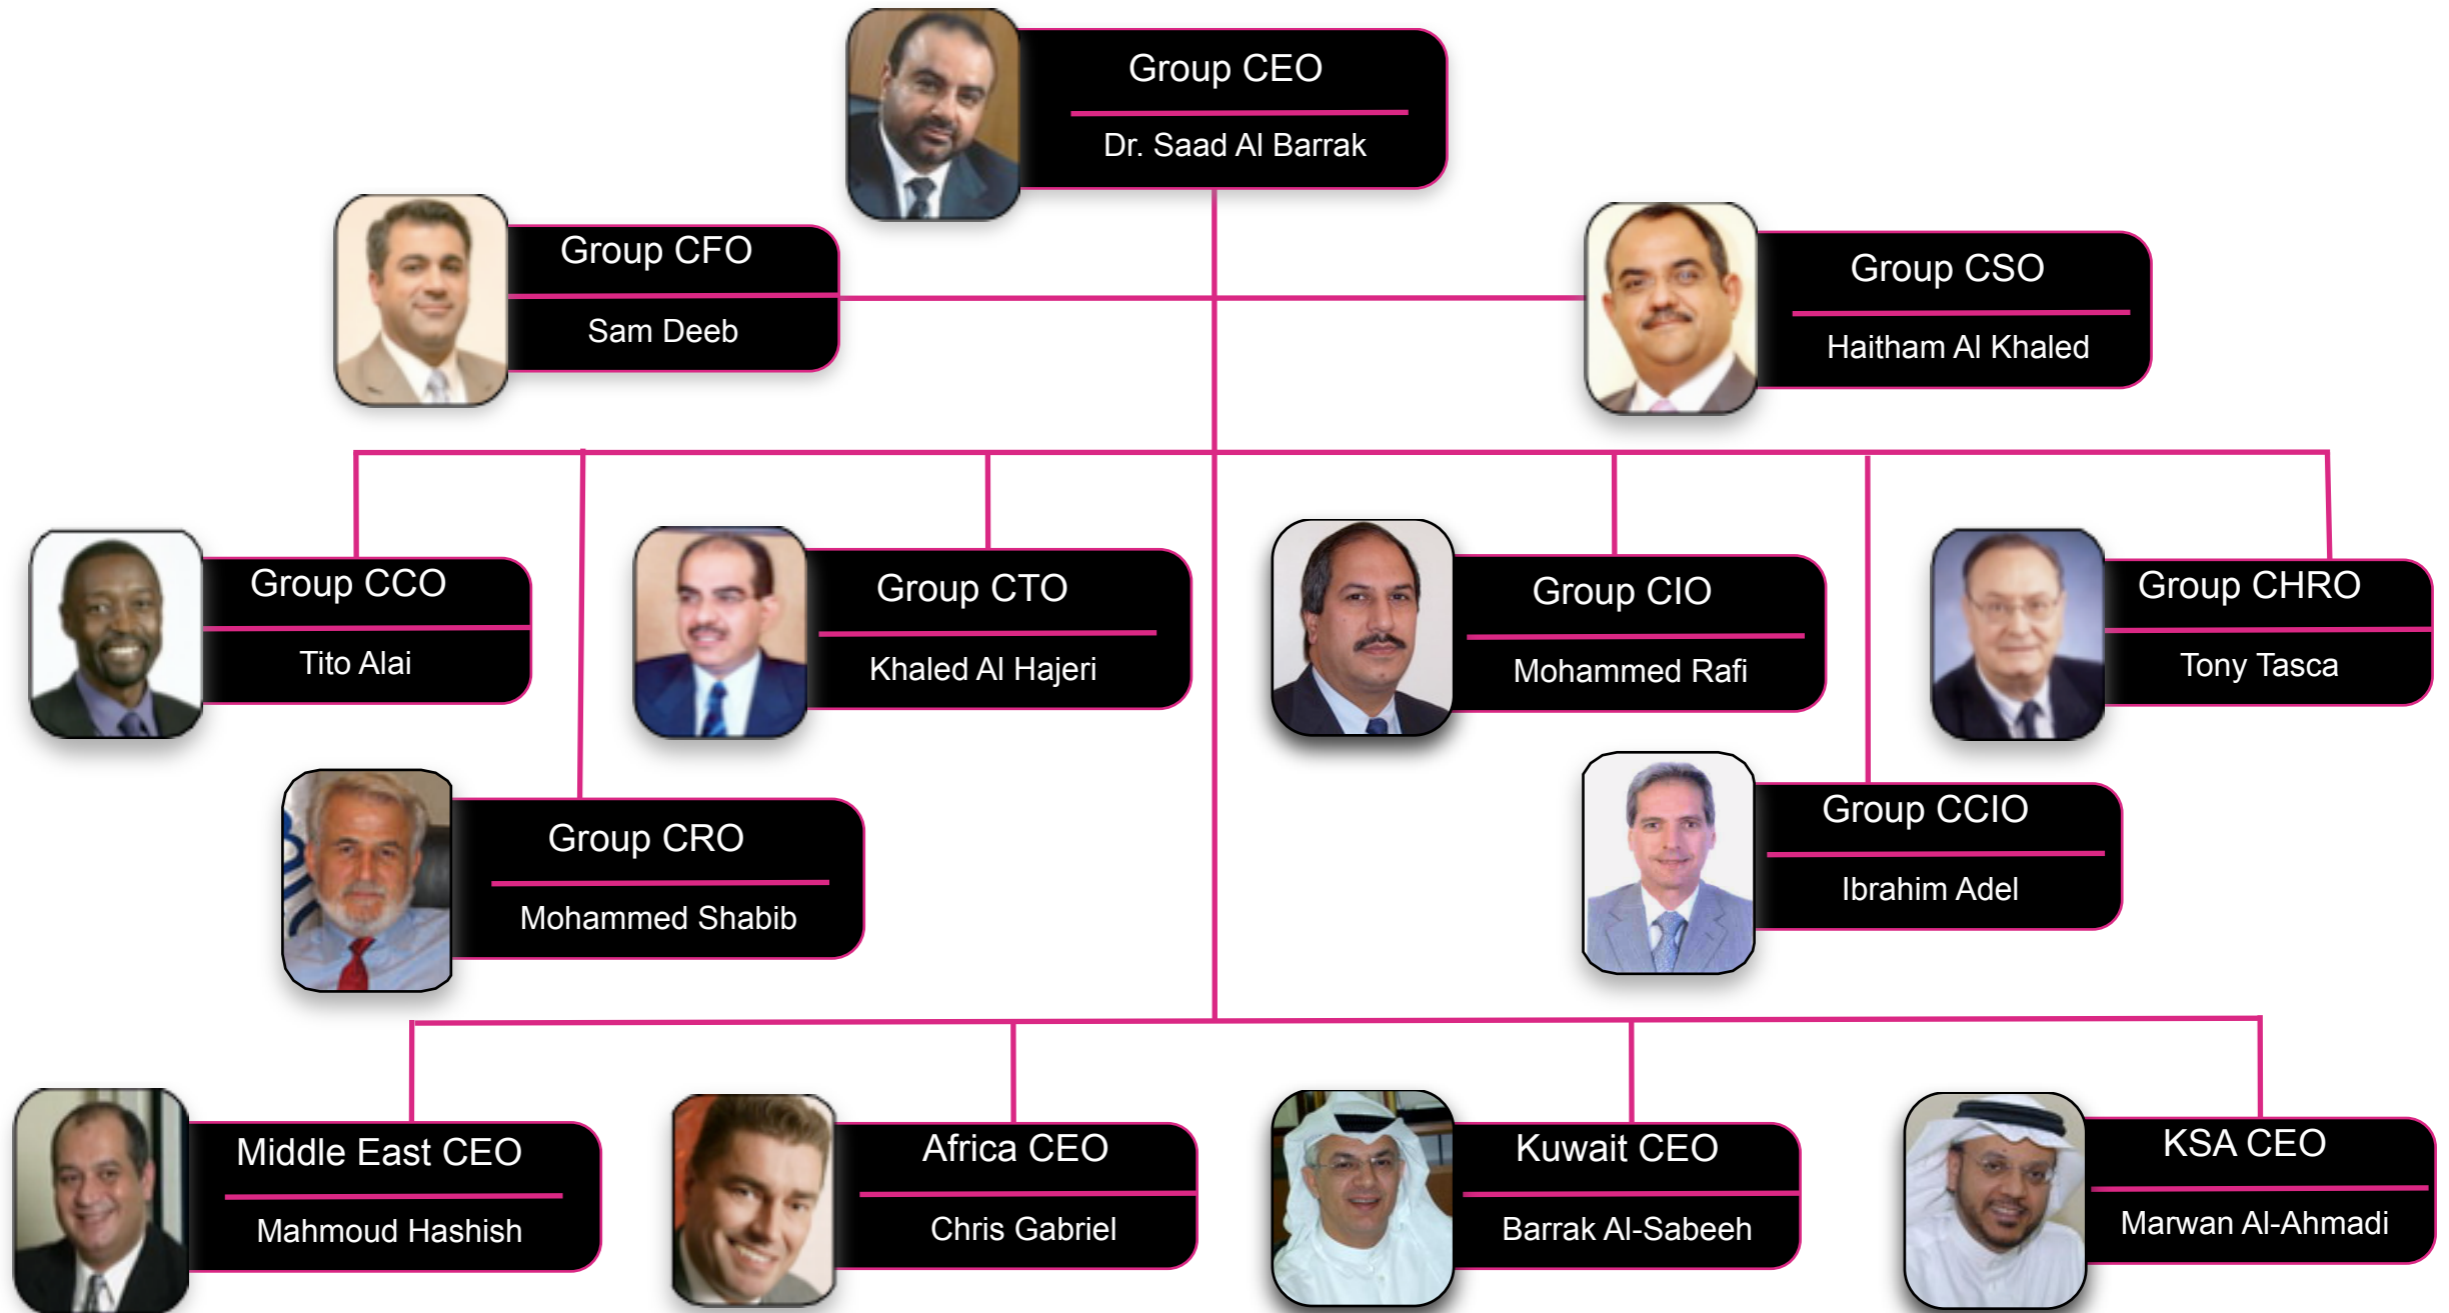 Group CEO
Dr. Saad Al Barrak
Group CFO
Sam Deeb
Group CSO
Haitham Al Khaled
Group CCO
Tito Alai
Group CTO
Khaled Al Hajeri
Group CIO
Mohammed Rafi
Group CHRO
Tony Tasca
Group CRO
Mohammed Shabib
Group CCIO
Ibrahim Adel
Middle East CEO
Mahmoud Hashish
Africa CEO
Chris Gabriel
Kuwait CEO
Barrak Al-Sabeeh
KSA CEO
Marwan Al-Ahmadi